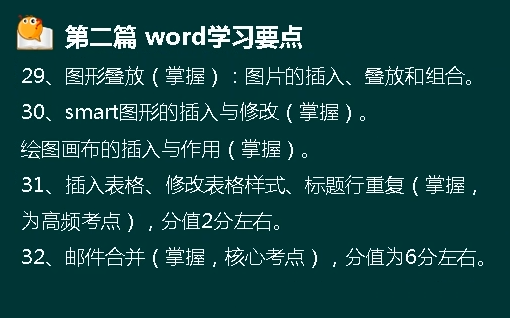 第二篇 word学习要点
29、图形叠放（掌握）：图片的插入、叠放和组合。
30、smart图形的插入与修改（掌握）。
绘图画布的插入与作用（掌握）。
31、插入表格、修改表格样式、标题行重复（掌握，
为高频考点），分值2分左右。
32、邮件合并（掌握，核心考点），分值为6分左右。